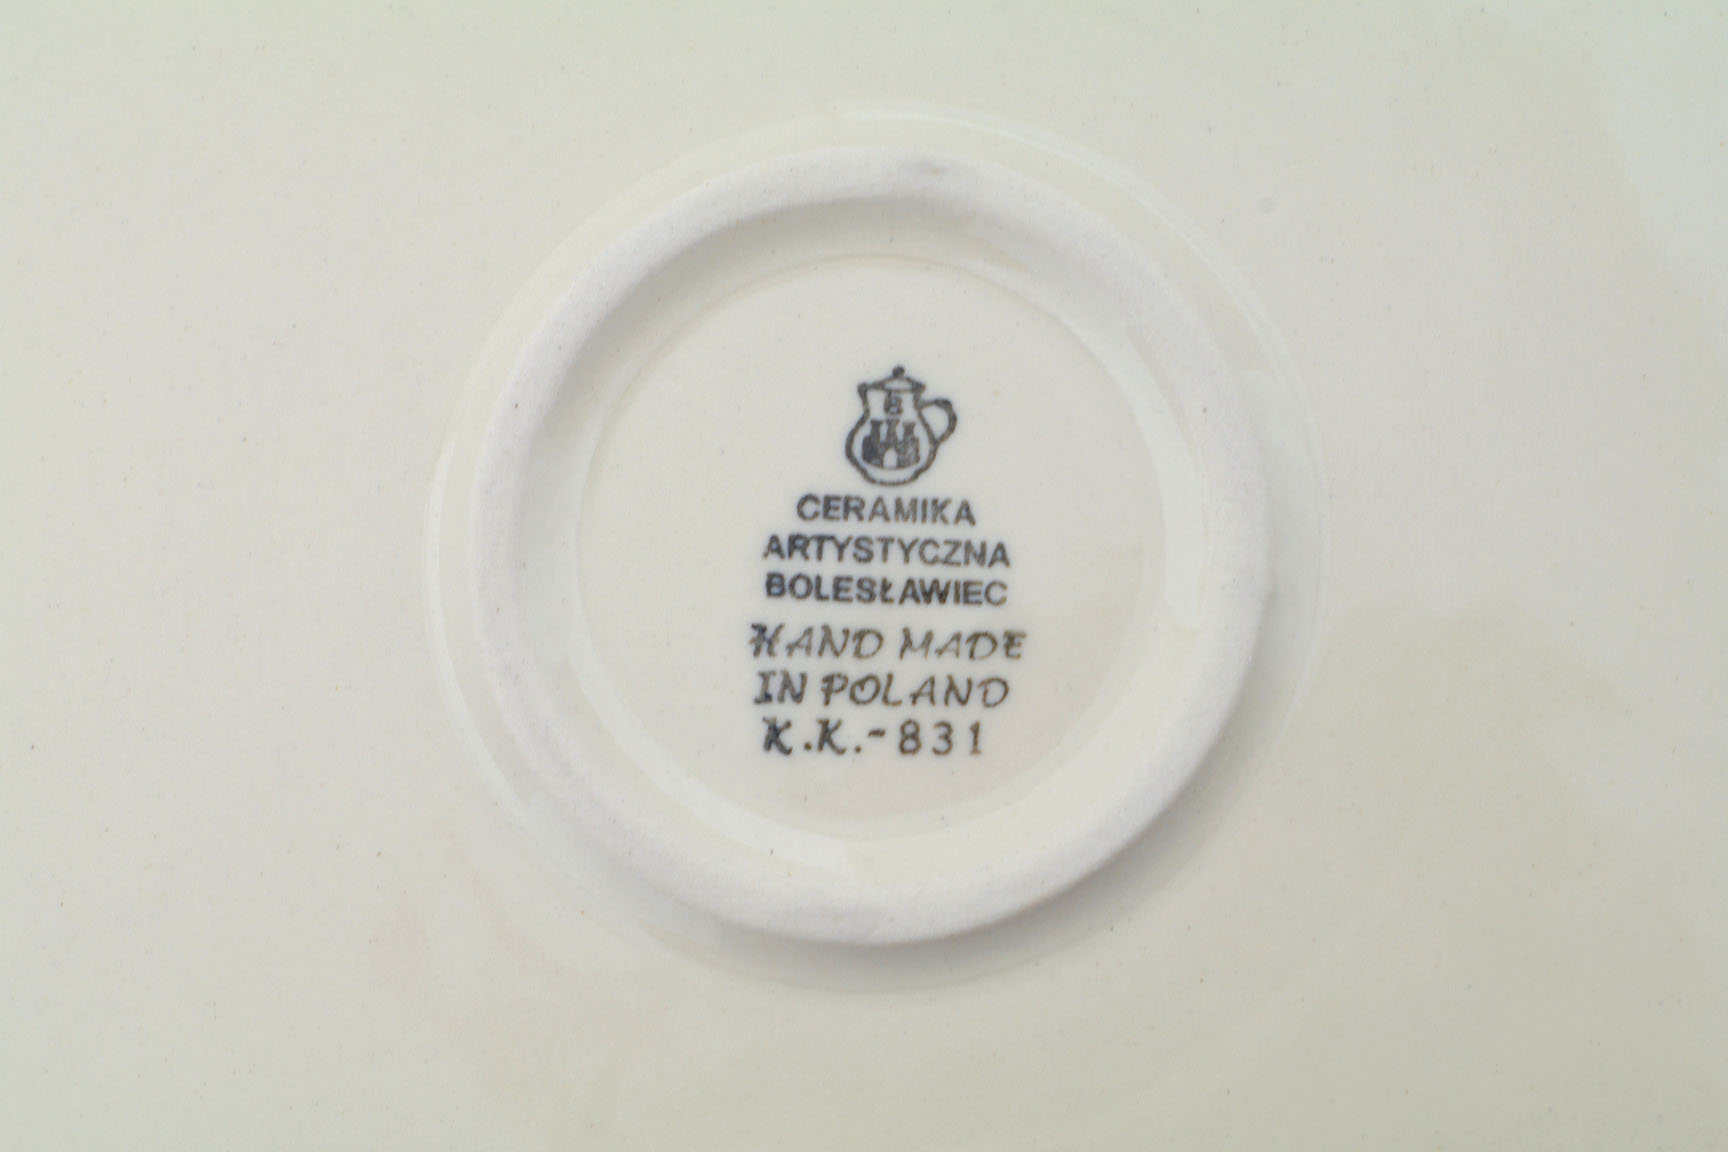 B
CERAMIKA
ARTYSTYCZNA
BOLESŁAWIEC
HAND MADE
IN POLAND
K.K.-831